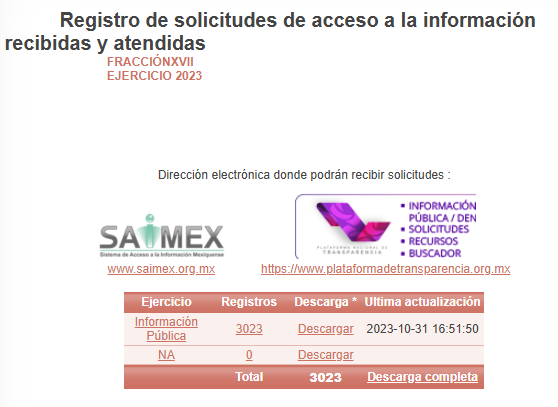 Registro de solicitudes de acceso a la información
recibidas y atendidas
FRACCIÓNXVII
EJERCICIO 2023
Dirección electrónica donde podrán recibir solicitudes :
SAIMEX
Sistema de Acceso a la Información Mexiquense
www.saimex.org.mx
PLATAFORMA NACIONAL DE
TRANSPARENCIA
INFORMACIÓN
PÚBLICA / DEN
SOLICITUDES
RECURSOS
BUSCADOR
https://www.plataformadetransparencia.org.mx
Ejercicio Registros Descarga * Ultima actualización
Información
Pública 3023 Descargar 2023-10-31 16:51:50
NA 0 Descargar
Total 3023 Descarga completa